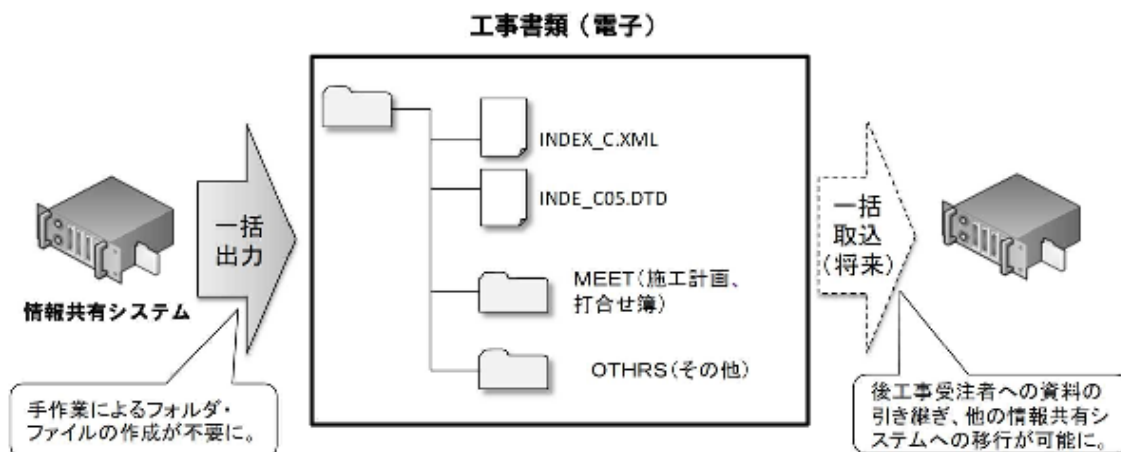 工事書類（電子）
INDEX_C.XML
INDE_C05.DTD
MEET（施工計画、
打合せ簿）
OTHRS（その他）
一括
出力
情報共有システム
手作業によるフォルダ・
ファイルの作成が不要に。
一括
取込
（将来）
後工事受注者への資料の
引き継ぎ、他の情報共有シ
ステムへの移行が可能に。